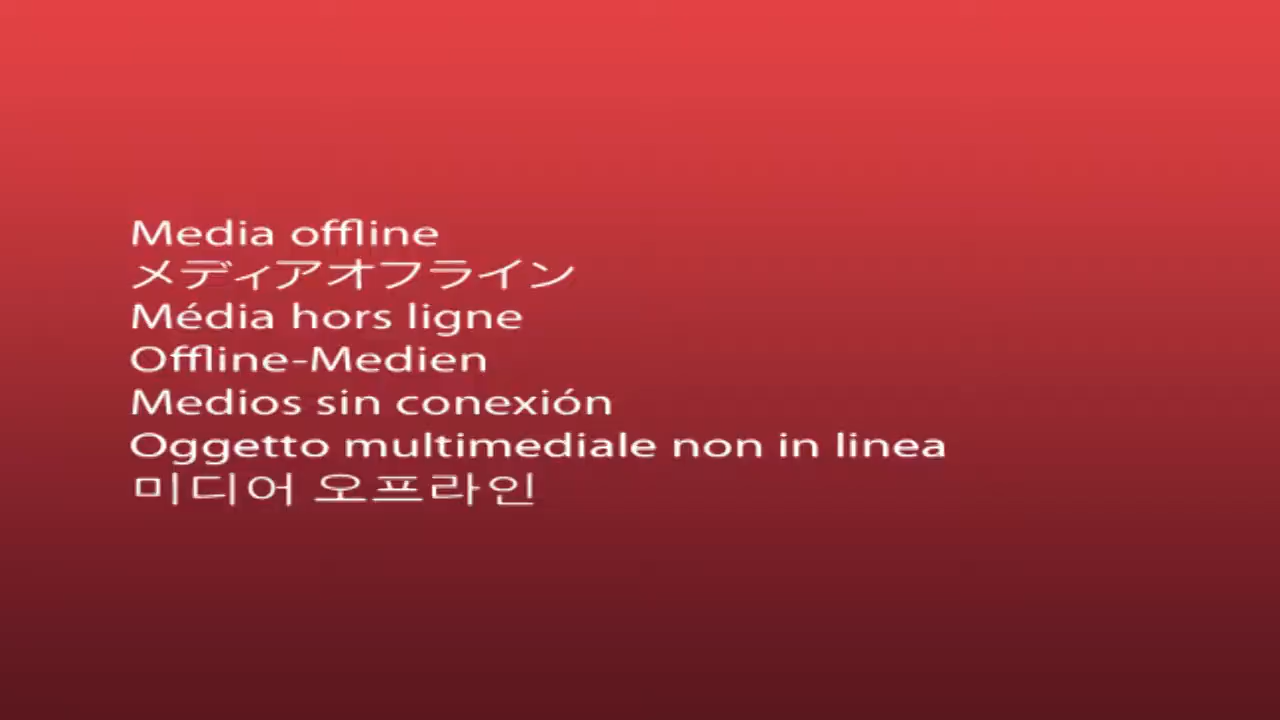 Media offline
メディアオフライン
Média hors ligne
Offline-Medien
Medios sin conexión
Oggetto multimediale non in linea
미디어 오프라인